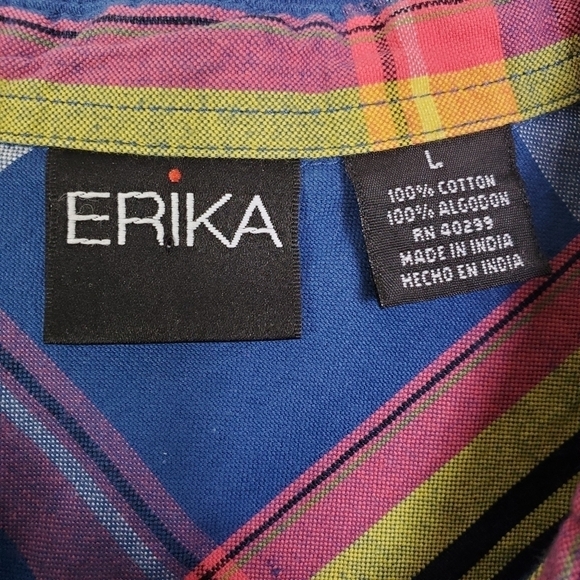 ERIKA
L
100% COTTON
100% ALGODON
RN 40299
MADE IN INDIA
HECHO EN INDIA